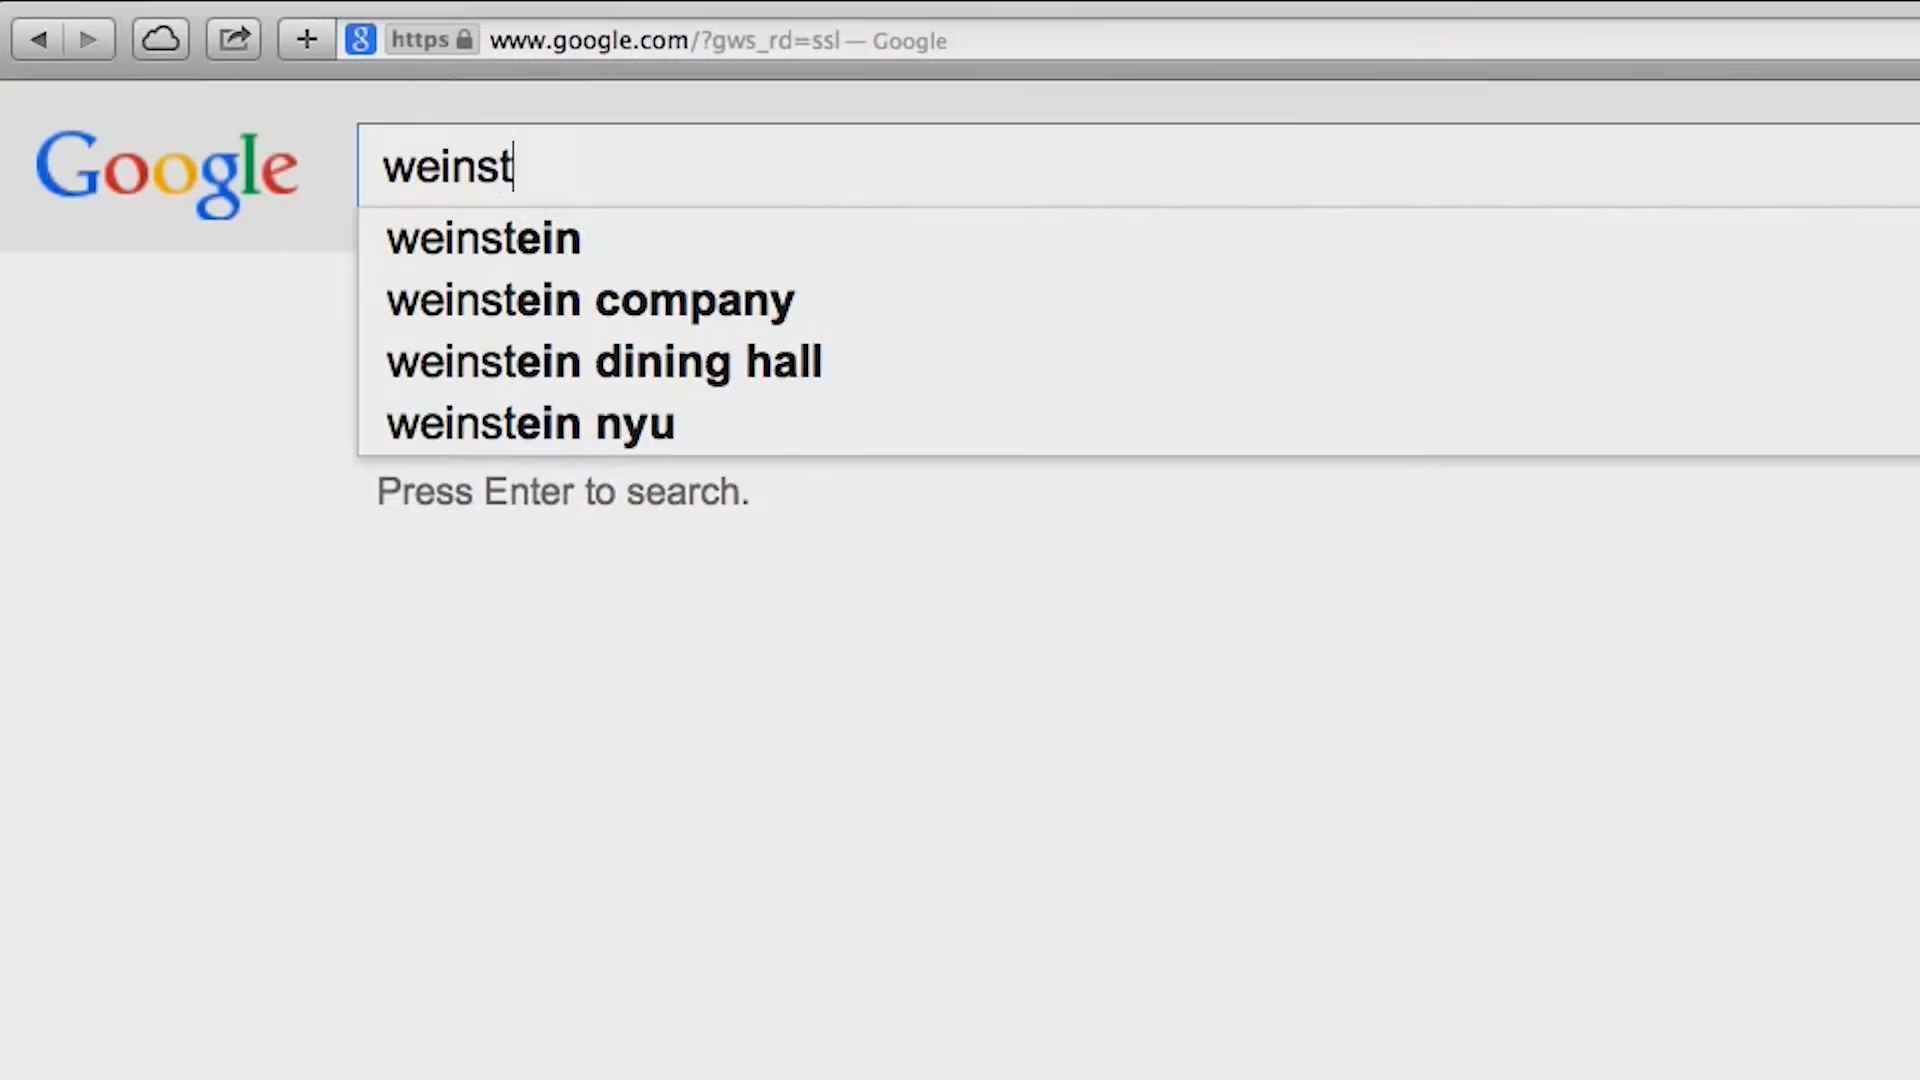 https www.google.com/?gws_rd=ssl — Google
Google weinst
weinstein
weinstein company
weinstein dining hall
weinstein nyu
Press Enter to search.